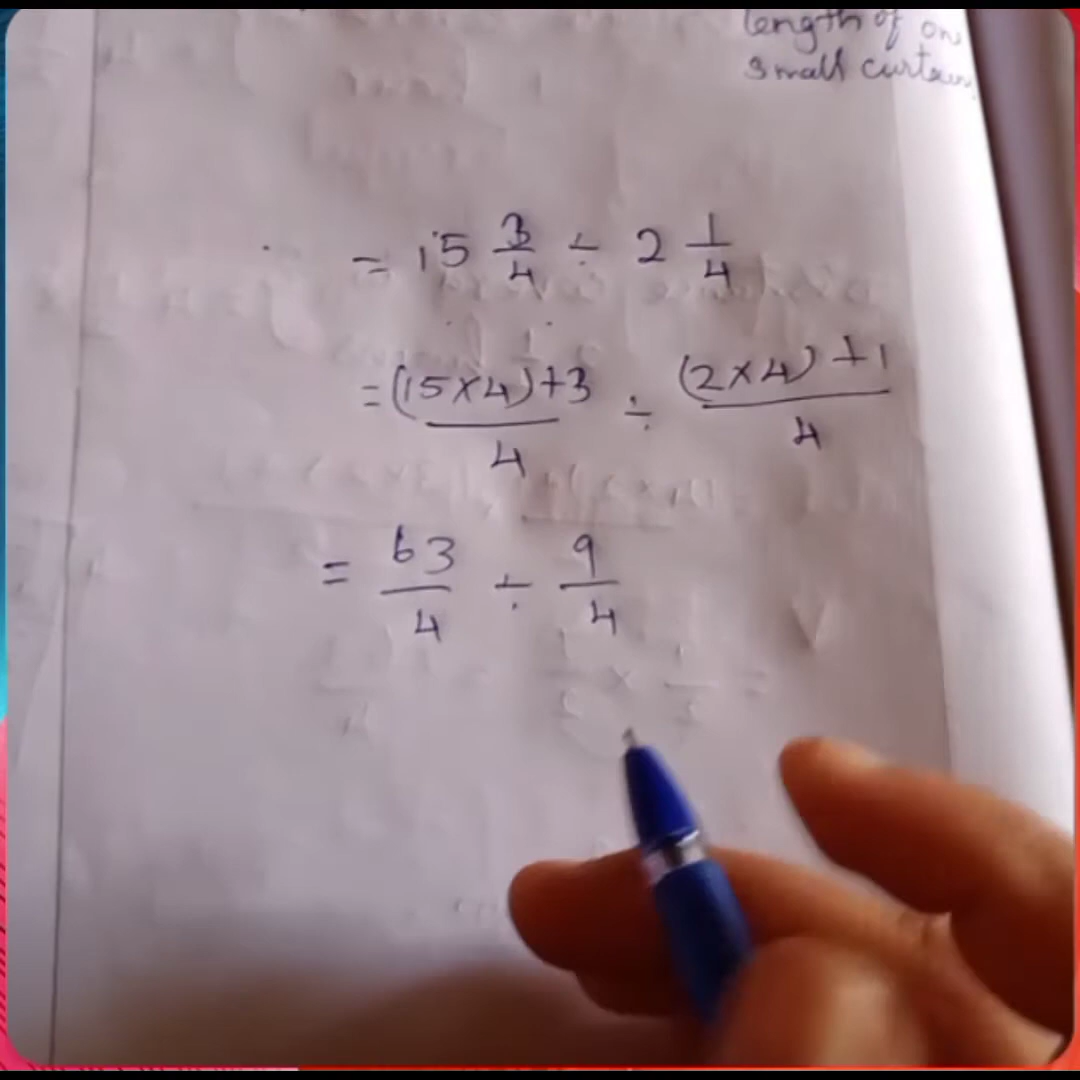 length of on
small curtain
= 15 3/4 ÷ 2 1/4
= (15×4)+3/4 ÷ (2×4)+1/4
= 63/4 ÷ 9/4